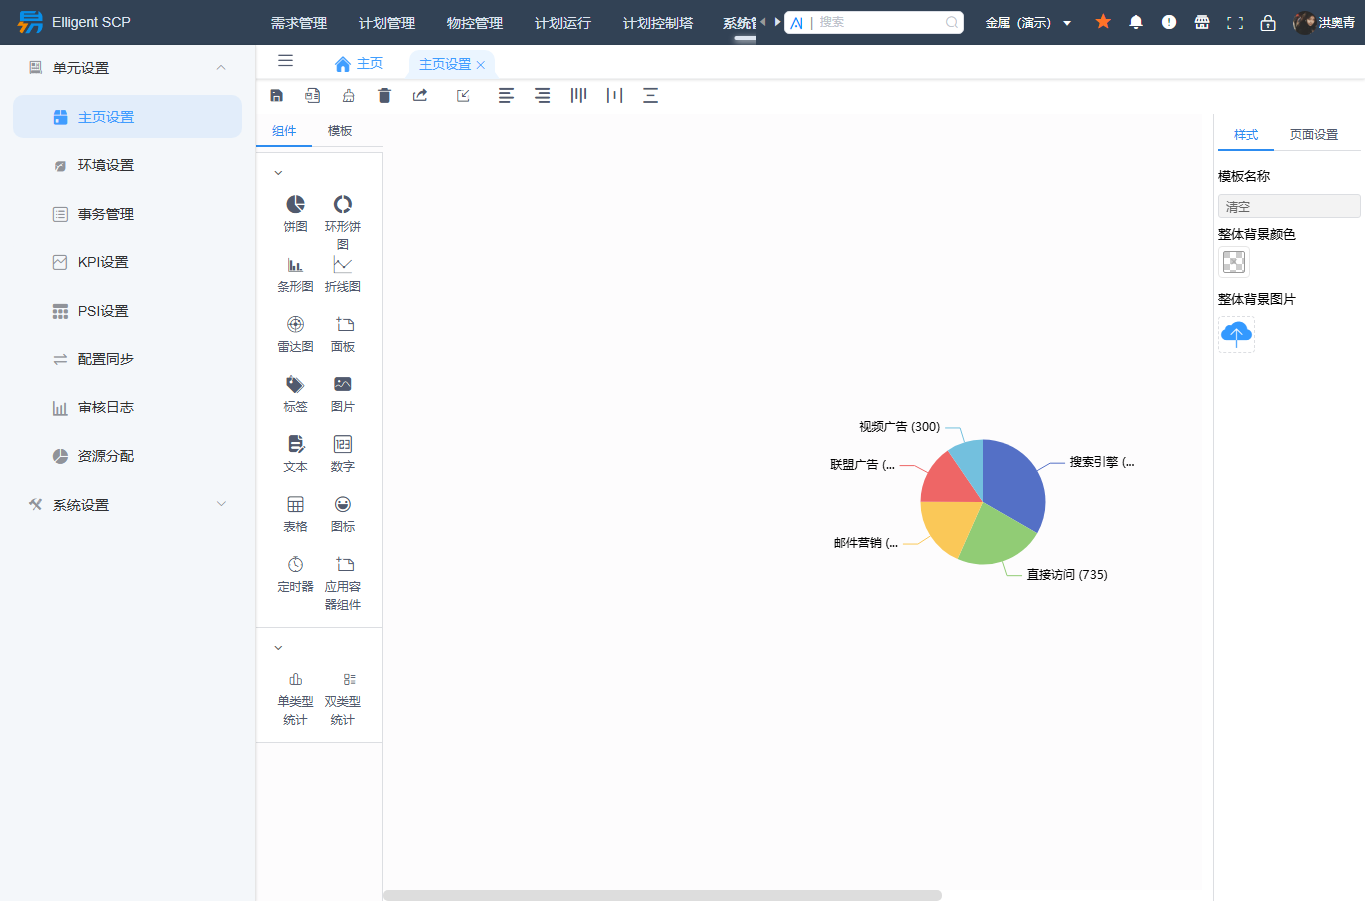 Elligent SCP
需求管理
计划管理
物控管理
计划运行
计划控制塔
系统
AI | 搜索
金属（演示）
洪奥青
单元设置
主页设置
环境设置
事务管理
KPI设置
PSI设置
配置同步
审核日志
资源分配
系统设置
主页
主页设置
组件
模板
饼图
环形饼
图
条形图
折线图
雷达图
面板
标签
图片
文本
数字
表格
图标
定时器
应用容
器组件
单类型
统计
双类型
统计
视频广告 (300)
联盟广告 (...
搜索引擎 (...
邮件营销 (...
直接访问 (735)
样式
页面设置
模板名称
清空
整体背景颜色
整体背景图片